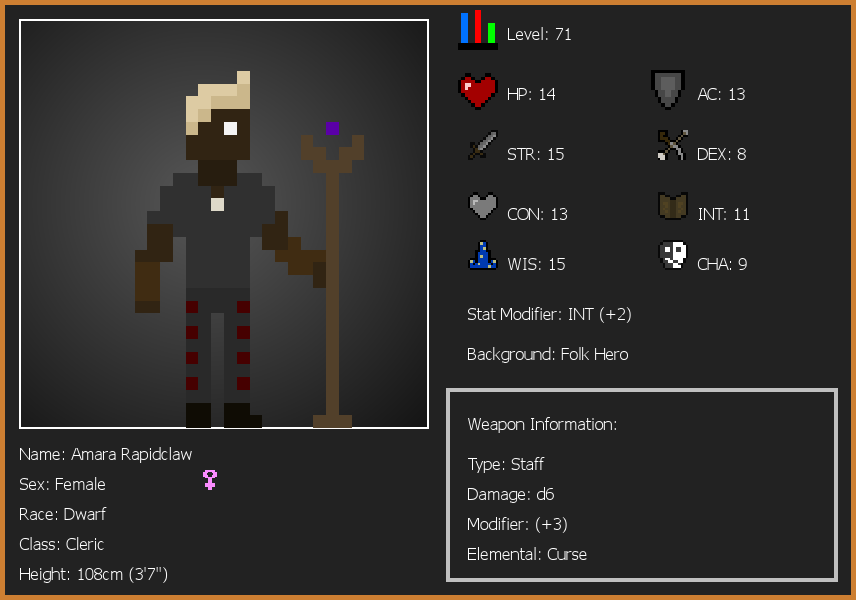 Level: 71
HP: 14
AC: 13
STR: 15
DEX: 8
CON: 13
INT: 11
WIS: 15
CHA: 9
Stat Modifier: INT (+2)
Background: Folk Hero
Weapon Information:
Type: Staff
Damage: d6
Modifier: (+3)
Elemental: Curse
Name: Amara Rapidclaw
Sex: Female
Race: Dwarf
Class: Cleric
Height: 108cm (3'7")